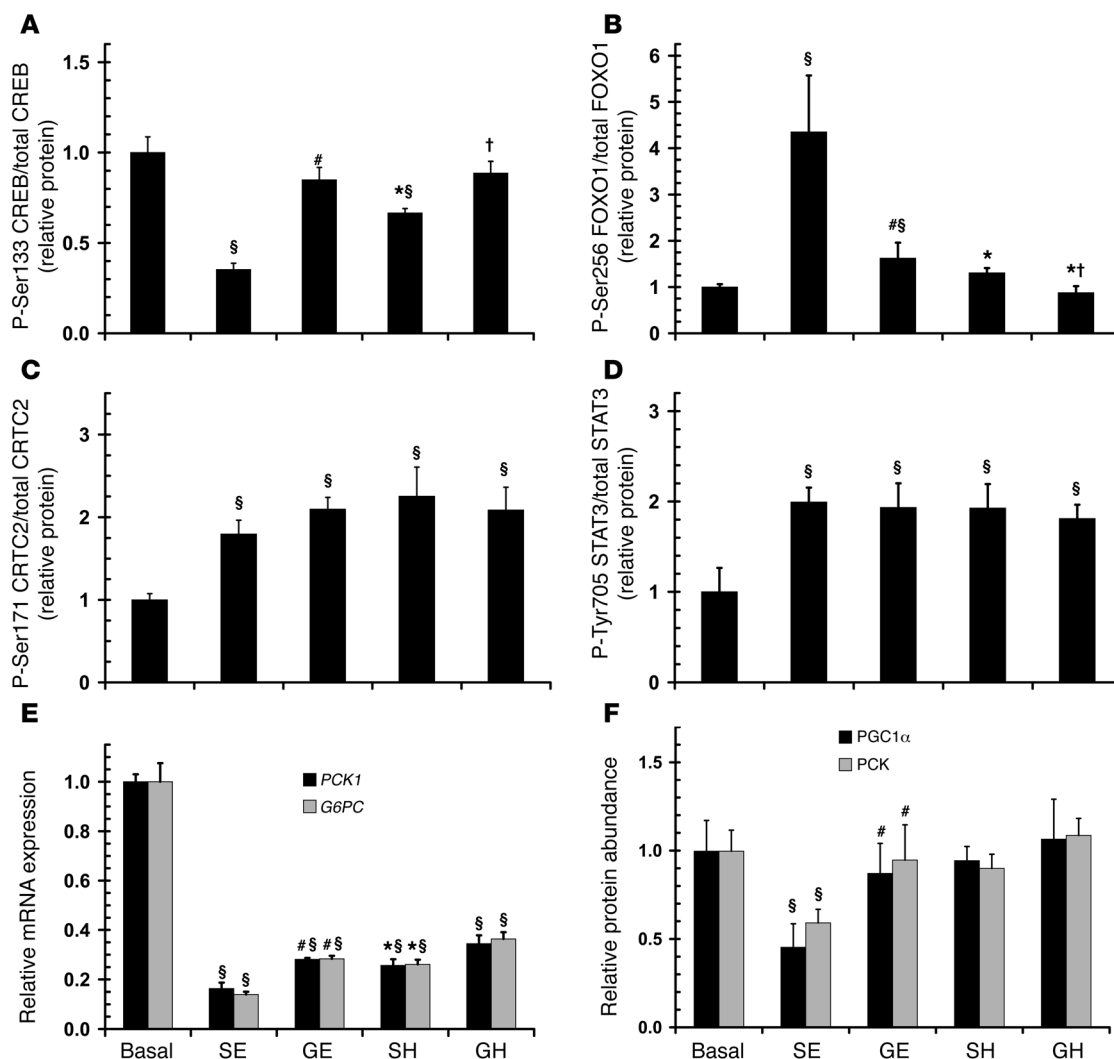 A
P-Ser133 CREB/total CREB
(relative protein)
1.5
1.0
0.5
0.0
§
#
*§
†
B
P-Ser256 FOXO1/total FOXO1
(relative protein)
6
5
4
3
2
1
0
§
#§
*
*†
C
P-Ser171 CRTC2/total CRTC2
(relative protein)
3
2
1
0
§
§
§
§
D
P-Tyr705 STAT3/total STAT3
(relative protein)
3
2
1
0
§
§
§
§
E
Relative mRNA expression
1.0
0.8
0.6
0.4
0.2
0.0
PCK1
G6PC
§ §
#§ #§
*§ *§
§ §
Basal SE GE SH GH
F
Relative protein abundance
1.5
1.0
0.5
0.0
PGC1α
PCK
§ §
# #
Basal SE GE SH GH